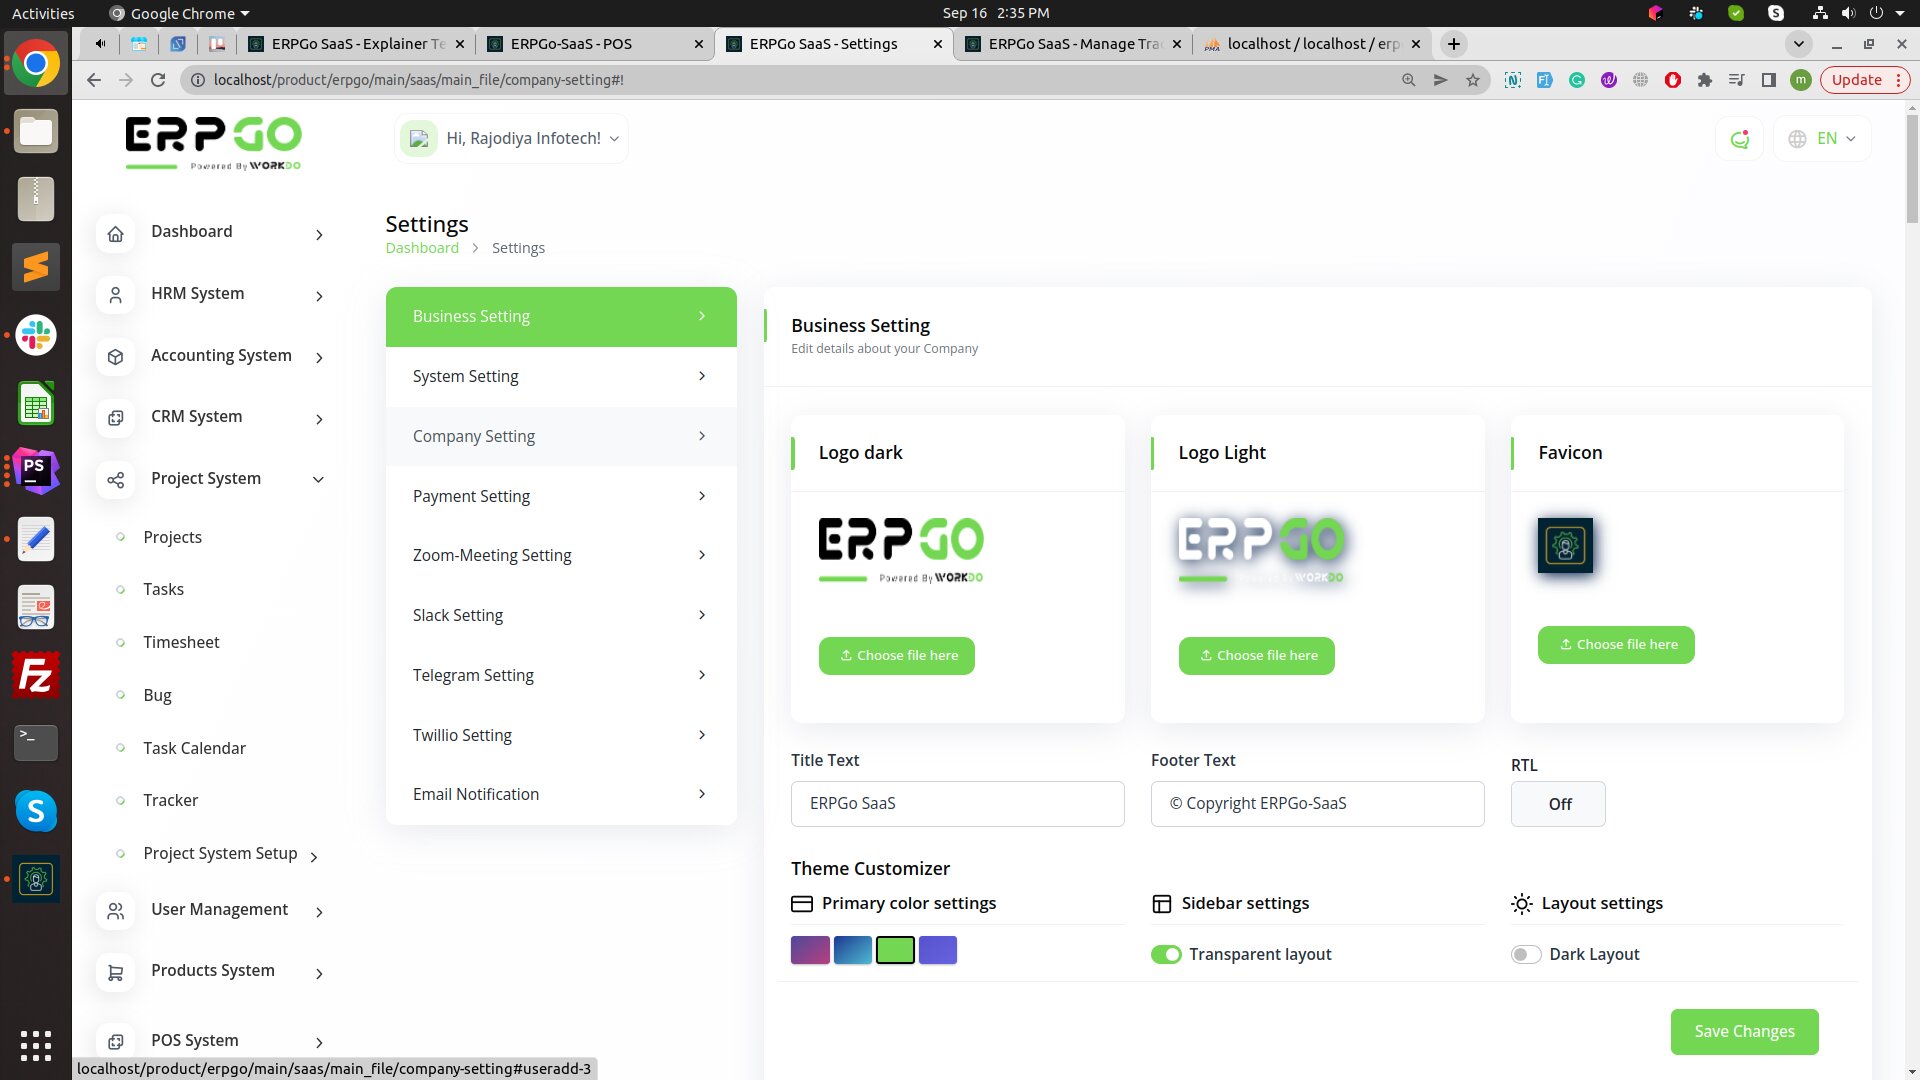 Activities
Google Chrome
Sep 16 2:35 PM
ERPGo SaaS - Explainer Te
ERPGo-SaaS - POS
ERPGo SaaS - Settings
ERPGo SaaS - Manage Trac
localhost / localhost / erp
localhost/product/erpgo/main/saas/main_file/company-setting#!
Update
ERPGO
Powered By WORKDO
Hi, Rajodiya Infotech!
EN
Dashboard
HRM System
Accounting System
CRM System
Project System
Projects
Tasks
Timesheet
Bug
Task Calendar
Tracker
Project System Setup
User Management
Products System
POS System
Settings
Dashboard > Settings
Business Setting
System Setting
Company Setting
Payment Setting
Zoom-Meeting Setting
Slack Setting
Telegram Setting
Twillio Setting
Email Notification
Business Setting
Edit details about your Company
Logo dark
ERPGO
Powered By WORKDO
Choose file here
Logo Light
ERPGO
Powered By WORKDO
Choose file here
Favicon
Choose file here
Title Text
ERPGo SaaS
Footer Text
© Copyright ERPGo-SaaS
RTL
Off
Theme Customizer
Primary color settings
Sidebar settings
Transparent layout
Layout settings
Dark Layout
Save Changes
localhost/product/erpgo/main/saas/main_file/company-setting#useradd-3